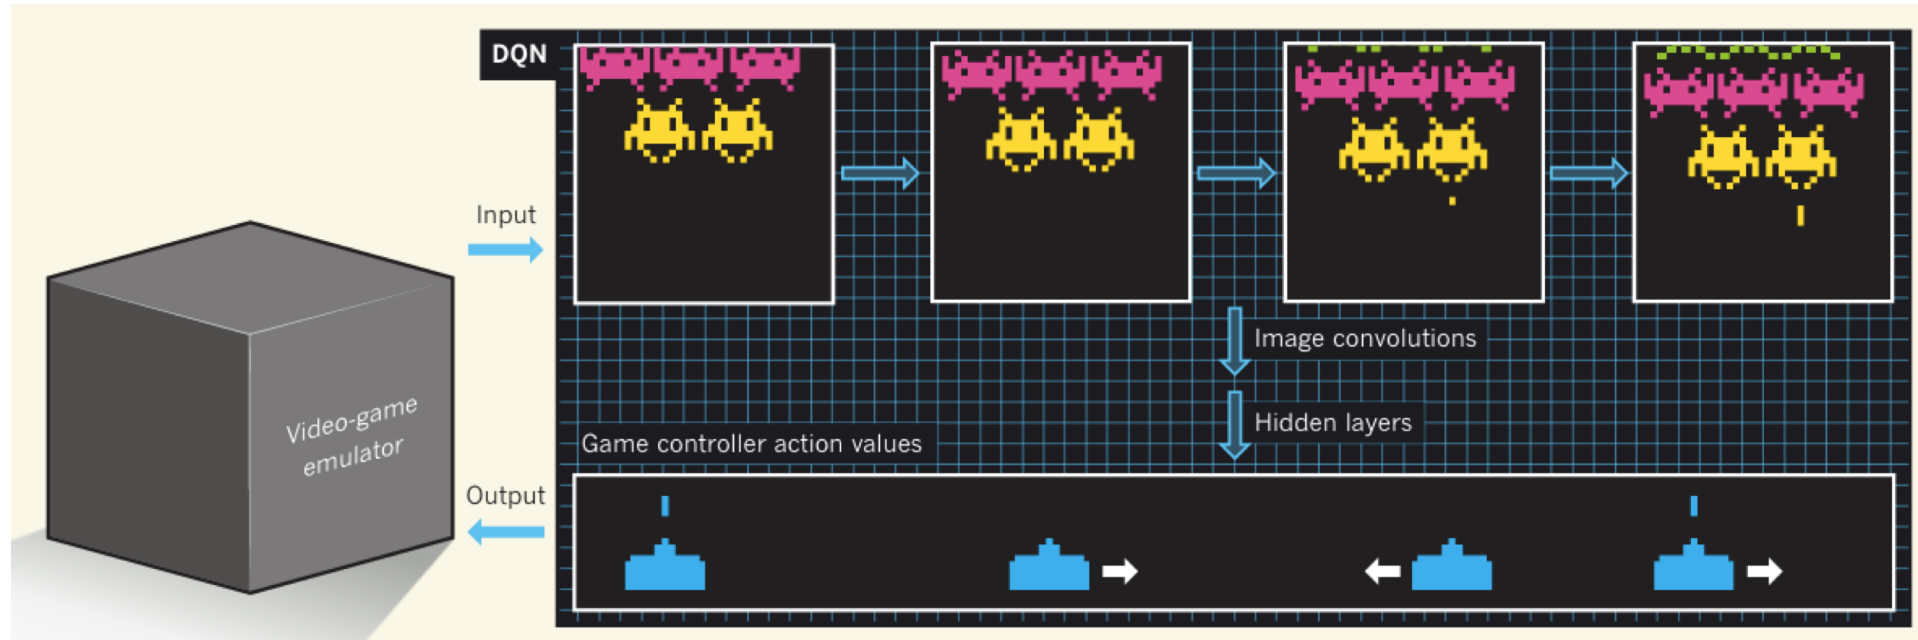 DQN
Input
Image convolutions
Hidden layers
Game controller action values
Video-game
emulator
Output